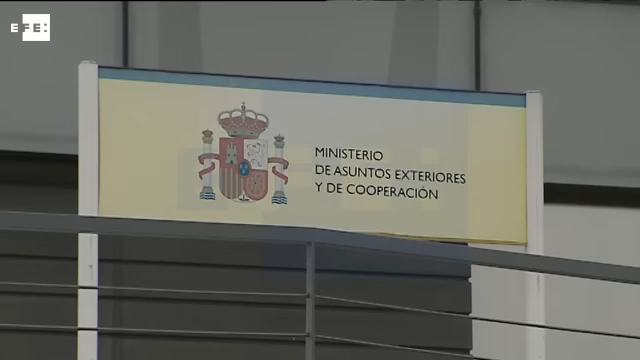 EFE:
MINISTERIO
DE ASUNTOS EXTERIORES
Y DE COOPERACIÓN